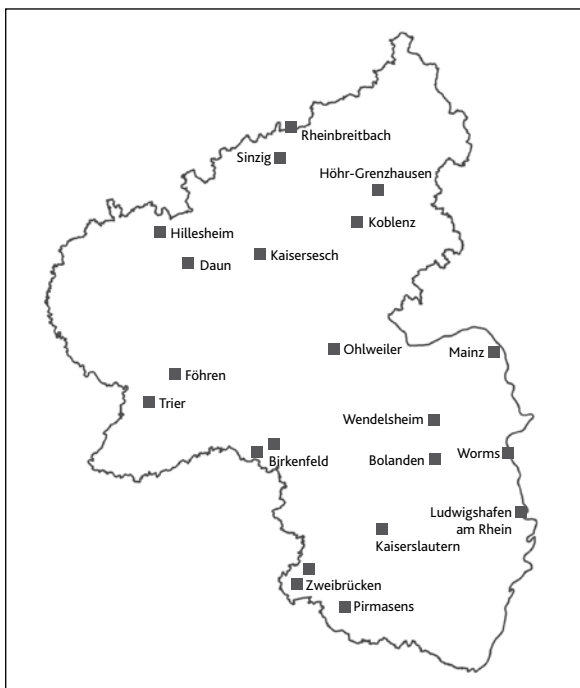 Rheinbreitbach
Sinzig
Höhr-Grenzhausen
Koblenz
Hillesheim
Kaisersesch
Daun
Ohlweiler
Mainz
Föhren
Trier
Wendelsheim
Birkenfeld
Bolanden
Worms
Ludwigshafen
am Rhein
Kaiserslautern
Zweibrücken
Pirmasens